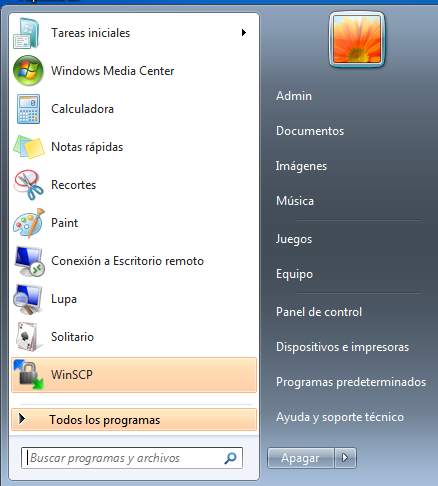 Tareas iniciales
Windows Media Center
Calculadora
Notas rápidas
Recortes
Paint
Conexión a Escritorio remoto
Lupa
Solitario
WinSCP
Todos los programas
Buscar programas y archivos
Admin
Documentos
Imágenes
Música
Juegos
Equipo
Panel de control
Dispositivos e impresoras
Programas predeterminados
Ayuda y soporte técnico
Apagar